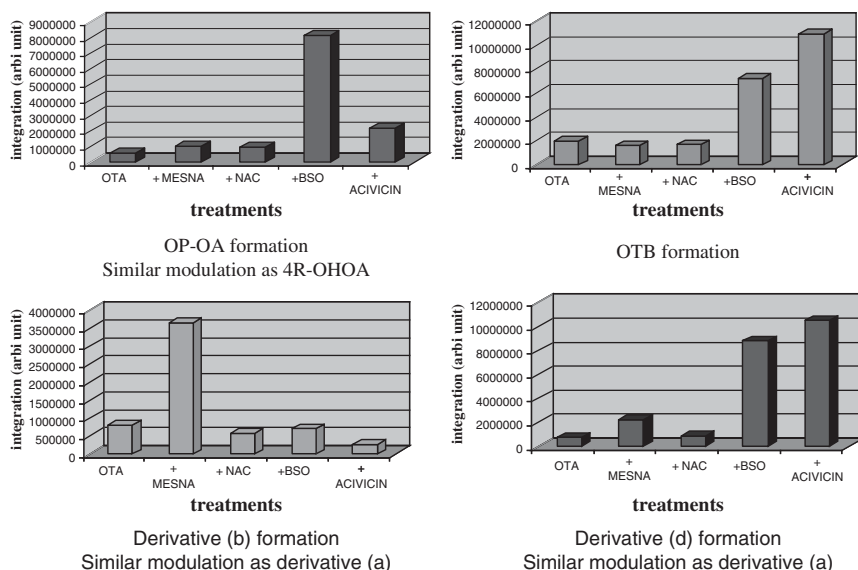 integration (arbi unit)
9000000
8000000
7000000
6000000
5000000
4000000
3000000
2000000
1000000
0
OTA + MESNA + NAC +BSO + ACIVICIN
treatments
OP-OA formation
Similar modulation as 4R-OHOA
integration (arbi unit)
12000000
10000000
8000000
6000000
4000000
2000000
0
OTA + MESNA + NAC +BSO + ACIVICIN
treatments
OTB formation
integration (arbi unit)
4000000
3500000
3000000
2500000
2000000
1500000
1000000
500000
0
OTA + MESNA + NAC +BSO + ACIVICIN
treatments
Derivative (b) formation
Similar modulation as derivative (a)
integration (arbi unit)
12000000
10000000
8000000
6000000
4000000
2000000
0
OTA + MESNA + NAC +BSO + ACIVICIN
treatments
Derivative (d) formation
Similar modulation as derivative (a)